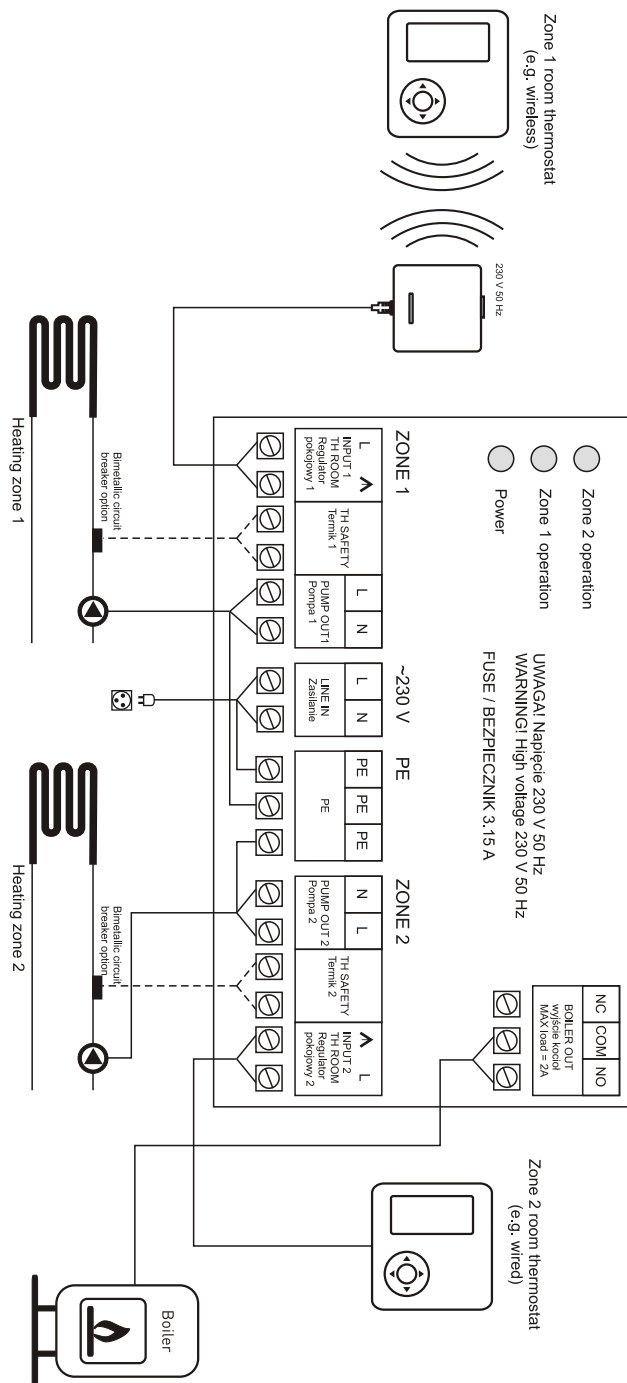 Zone 1 room thermostat
(e.g. wireless)
230 V 50 Hz
Zone 2 operation
Zone 1 operation
Power
UWAGA! Napięcie 230 V 50 Hz
WARNING! High voltage 230 V 50 Hz
FUSE / BEZPIECZNIK 3.15 A
NC COM NO
BOILER OUT
wyjście kocioł
MAX load = 2A
ZONE 1
L
INPUT 1
TH ROOM
Regulator
pokojowy 1
TH SAFETY
Termik 1
L N
PUMP OUT1
Pompa 1
~230 V
L N
LINE IN
Zasilanie
PE
PE PE PE
PE
ZONE 2
N L
PUMP OUT 2
Pompa 2
TH SAFETY
Termik 2
L
INPUT 2
TH ROOM
Regulator
pokojowy 2
Zone 2 room thermostat
(e.g. wired)
Bimetallic circuit
breaker option
Heating zone 1
Bimetallic circuit
breaker option
Heating zone 2
Boiler